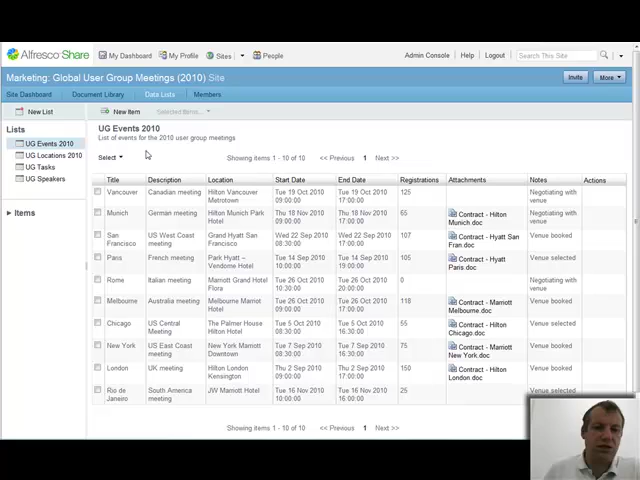 Alfresco Share My Dashboard My Profile Sites People Admin Console Help Logout Search This Site
Marketing: Global User Group Meetings (2010) Site Invite More
Site Dashboard Document Library Data Lists Members
New List New Item Selected Items...
Lists
UG Events 2010
UG Locations 2010
UG Tasks
UG Speakers
Items
UG Events 2010
List of events for the 2010 user group meetings
Select Showing items 1 - 10 of 10 << Previous 1 Next >>
Title Description Location Start Date End Date Registrations Attachments Notes Actions
Vancouver Canadian meeting Hilton Vancouver Tue 19 Oct 2010 Tue 19 Oct 2010 125 Negotiating with
Metrotown 09:00:00 17:00:00 venue
Munich German meeting Hilton Munich Park Thu 18 Nov 2010 Thu 18 Nov 2010 65 Contract - Hilton Negotiating with
Hotel 09:00:00 17:00:00 Munich.doc venue
San US West Coast Grand Hyatt San Wed 22 Sep 2010 Wed 22 Sep 2010 107 Contract - Hyatt San Venue booked
Francisco meeting Francisco 08:30:00 17:00:00 Fran.doc
Paris French meeting Park Hyatt – Tue 14 Sep 2010 Tue 14 Sep 2010 105 Contract - Hyatt Venue selected
Vendome Hotel 10:00:00 19:00:00 Paris.doc
Rome Italian meeting Marriott Grand Hotel Tue 26 Oct 2010 Tue 26 Oct 2010 0 Negotiating with
Flora 10:00:00 20:00:00 venue
Melbourne Australia meeting Melbourne Marriot Tue 26 Oct 2010 Tue 26 Oct 2010 118 Contract - Marriott Venue booked
Hotel 09:00:00 17:00:00 Melbourne.doc
Chicago US Central The Palmer House Tue 5 Oct 2010 Tue 5 Oct 2010 55 Contract - Hilton Venue selected
Meeting Hilton Hotel 08:30:00 16:30:00 Chicago.doc
New York US East Coast New York Marriott Tue 7 Sep 2010 Tue 7 Sep 2010 75 Contract - Marriott Venue booked
Meeting Downtown 08:30:00 16:30:00 New York.doc
London UK meeting Hilton London Thu 9 Sep 2010 Thu 9 Sep 2010 150 Contract - Hilton Venue booked
Kensington 09:00:00 17:00:00 London.doc
Rio de South America JW Marriott Hotel Tue 16 Nov 2010 Tue 16 Nov 2010 25 Venue selected
Janeiro meeting 10:00:00 17:00:00
Showing items 1 - 10 of 10 << Previous 1 Next >>